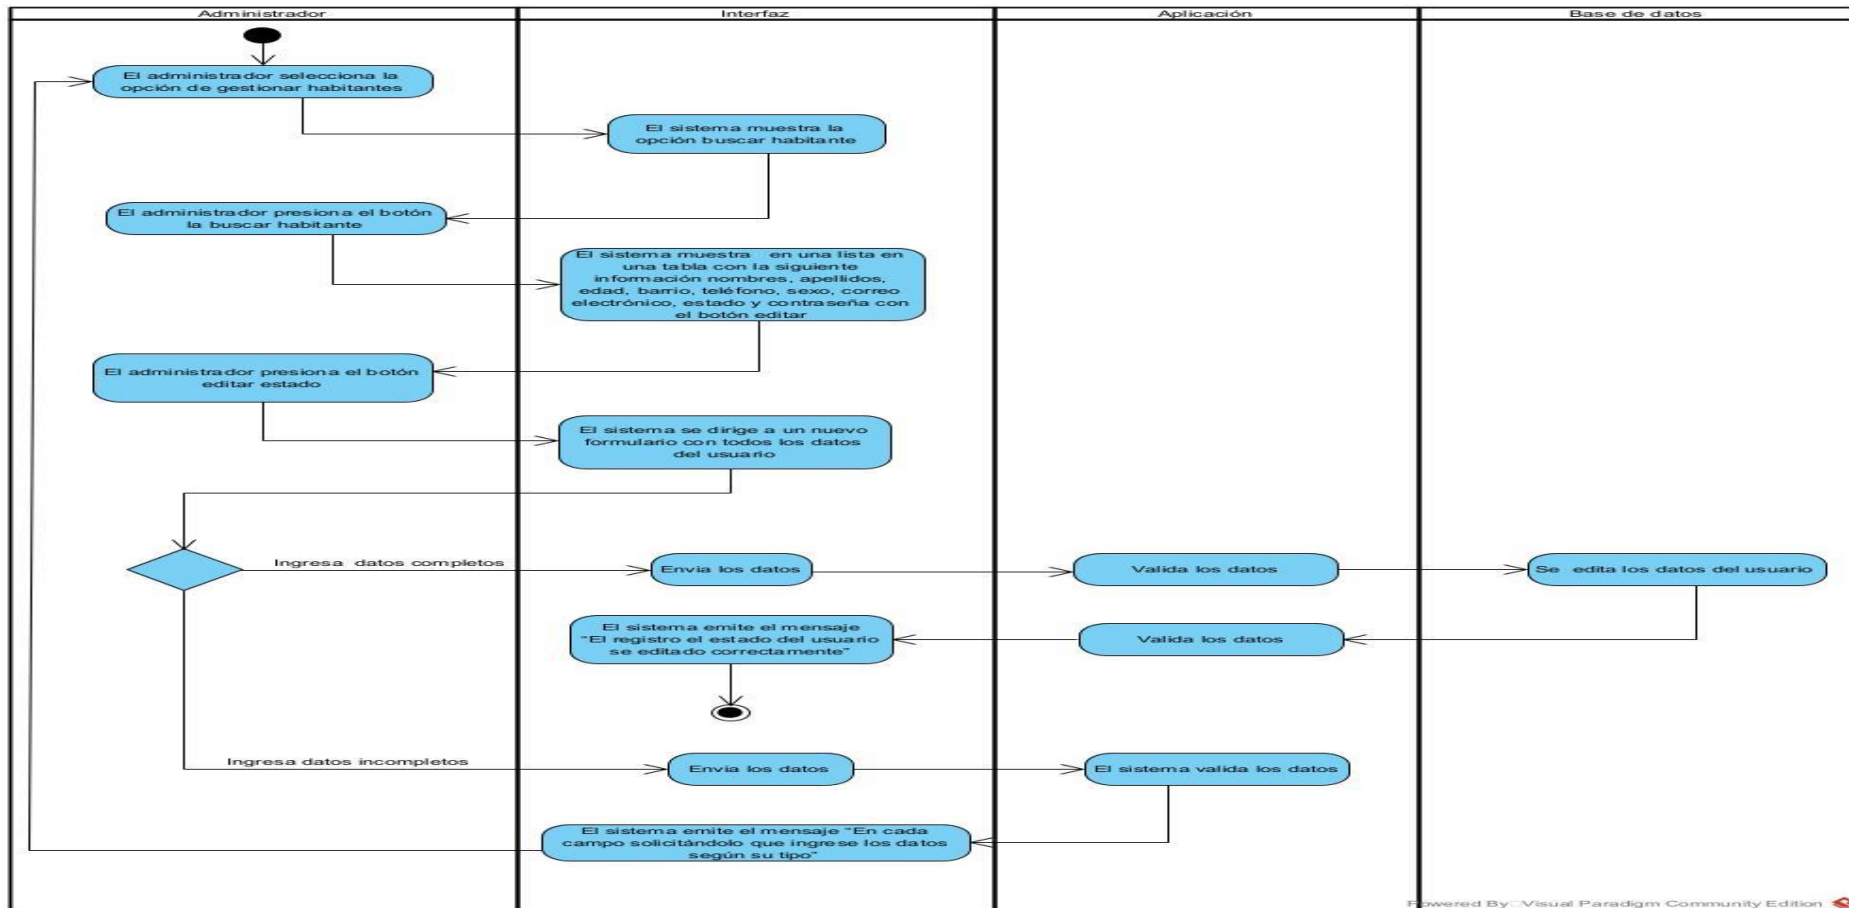 Administrador
Interfaz
Aplicación
Base de datos
El administrador selecciona la
opción de gestionar habitantes
El sistema muestra la
opción buscar habitante
El administrador presiona el botón
la buscar habitante
El sistema muestra en una lista en
una tabla con la siguiente
información nombres, apellidos,
edad, barrio, teléfono, sexo, correo
electrónico, estado y contraseña con
el botón editar
El administrador presiona el botón
editar estado
El sistema se dirige a un nuevo
formulario con todos los datos
del usuario
Ingresa datos completos
Envia los datos
Valida los datos
Se edita los datos del usuario
El sistema emite el mensaje
"El registro el estado del usuario
se editado correctamente"
Valida los datos
Ingresa datos incompletos
Envia los datos
El sistema valida los datos
El sistema emite el mensaje "En cada
campo solicitándolo que ingrese los datos
según su tipo"
Powered By Visual Paradigm Community Edition